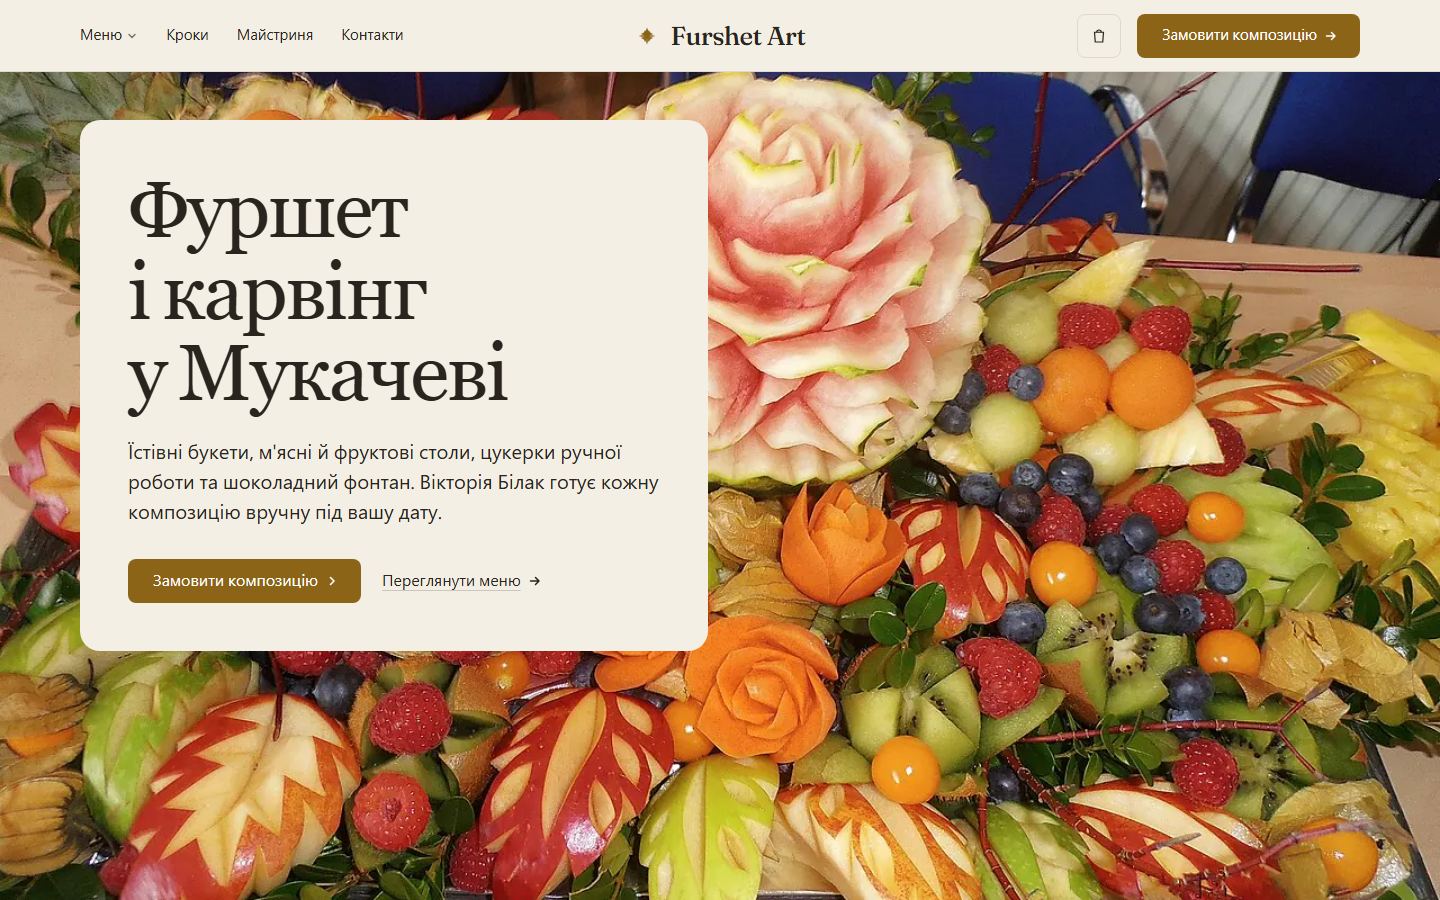 Меню
Кроки
Майстриня
Контакти
Furshet Art
Замовити композицію
Фуршет
і карвінг
у Мукачеві
Їстівні букети, м'ясні й фруктові столи, цукерки ручної
роботи та шоколадний фонтан. Вікторія Білак готує кожну
композицію вручну під вашу дату.
Замовити композицію
Переглянути меню